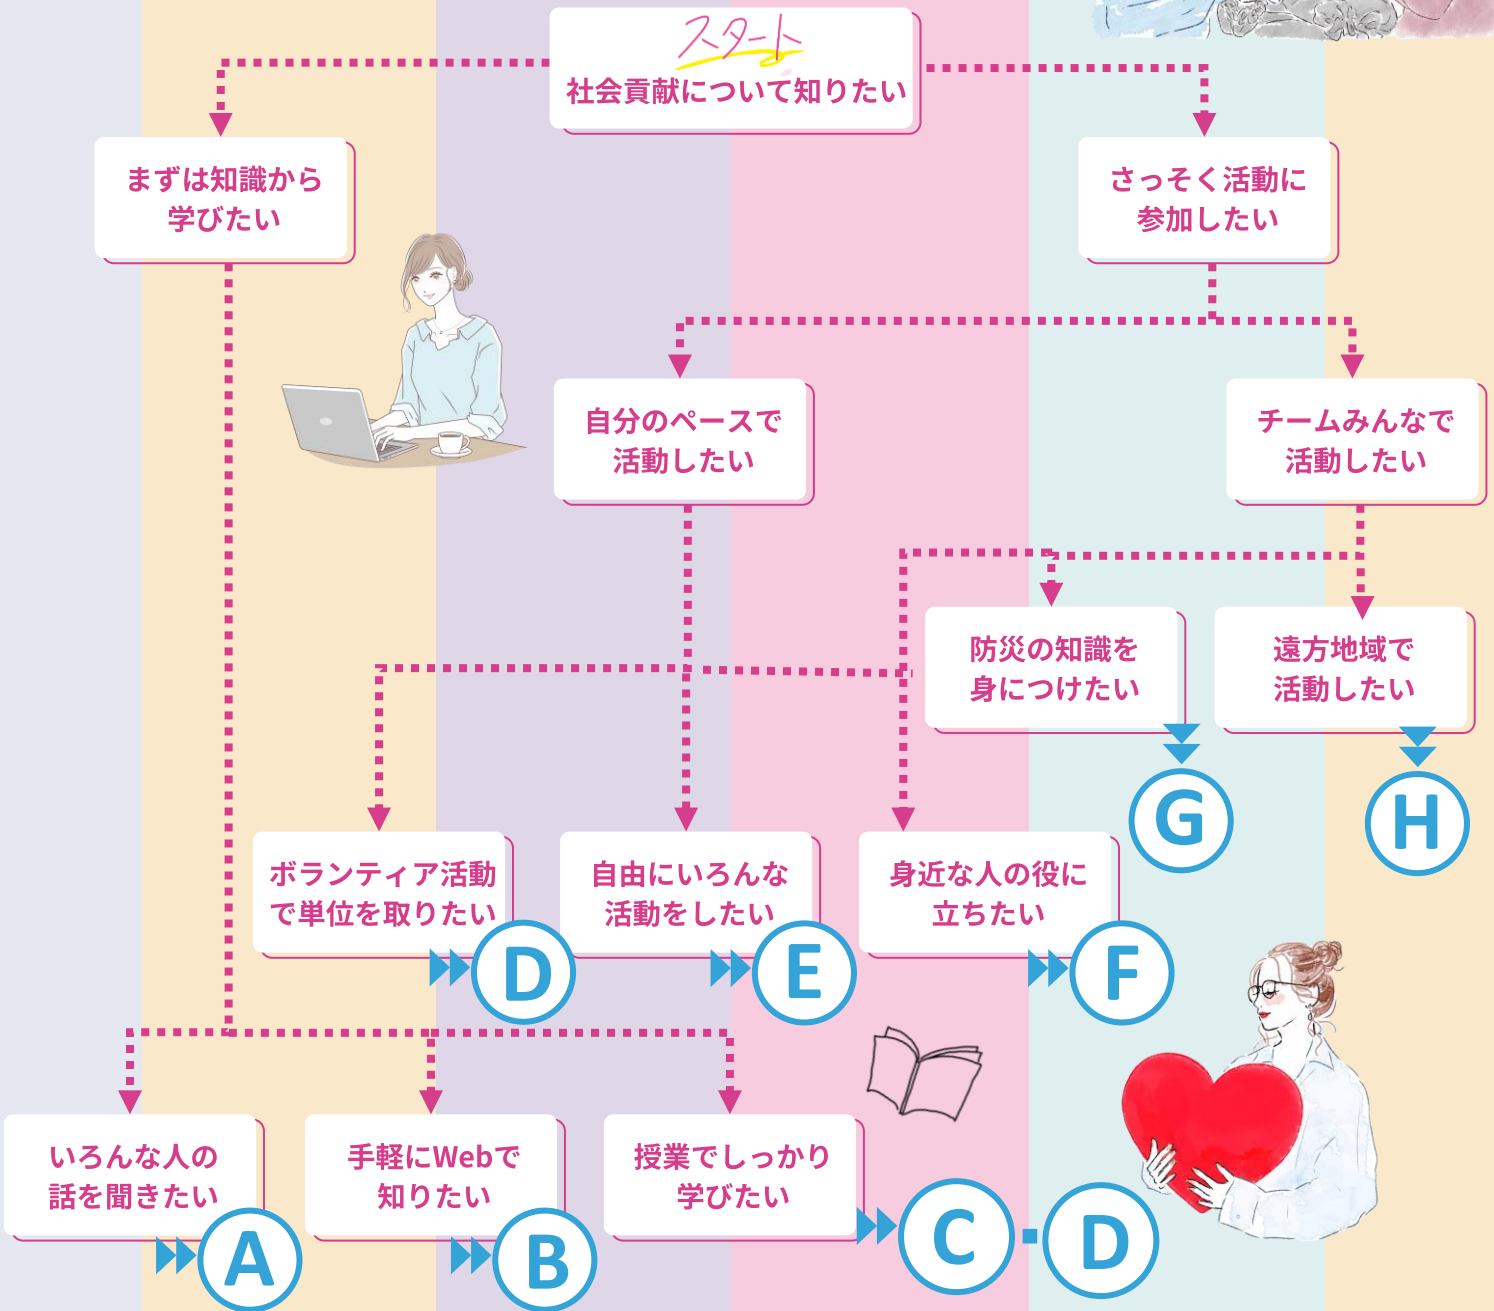 スタート
社会貢献について知りたい
まずは知識から
学びたい
さっそく活動に
参加したい
自分のペースで
活動したい
チームみんなで
活動したい
防災の知識を
身につけたい
G
遠方地域で
活動したい
H
ボランティア活動
で単位を取りたい
D
自由にいろんな
活動をしたい
E
身近な人の役に
立ちたい
F
いろんな人の
話を聞きたい
A
手軽にWebで
知りたい
B
授業でしっかり
学びたい
C・D